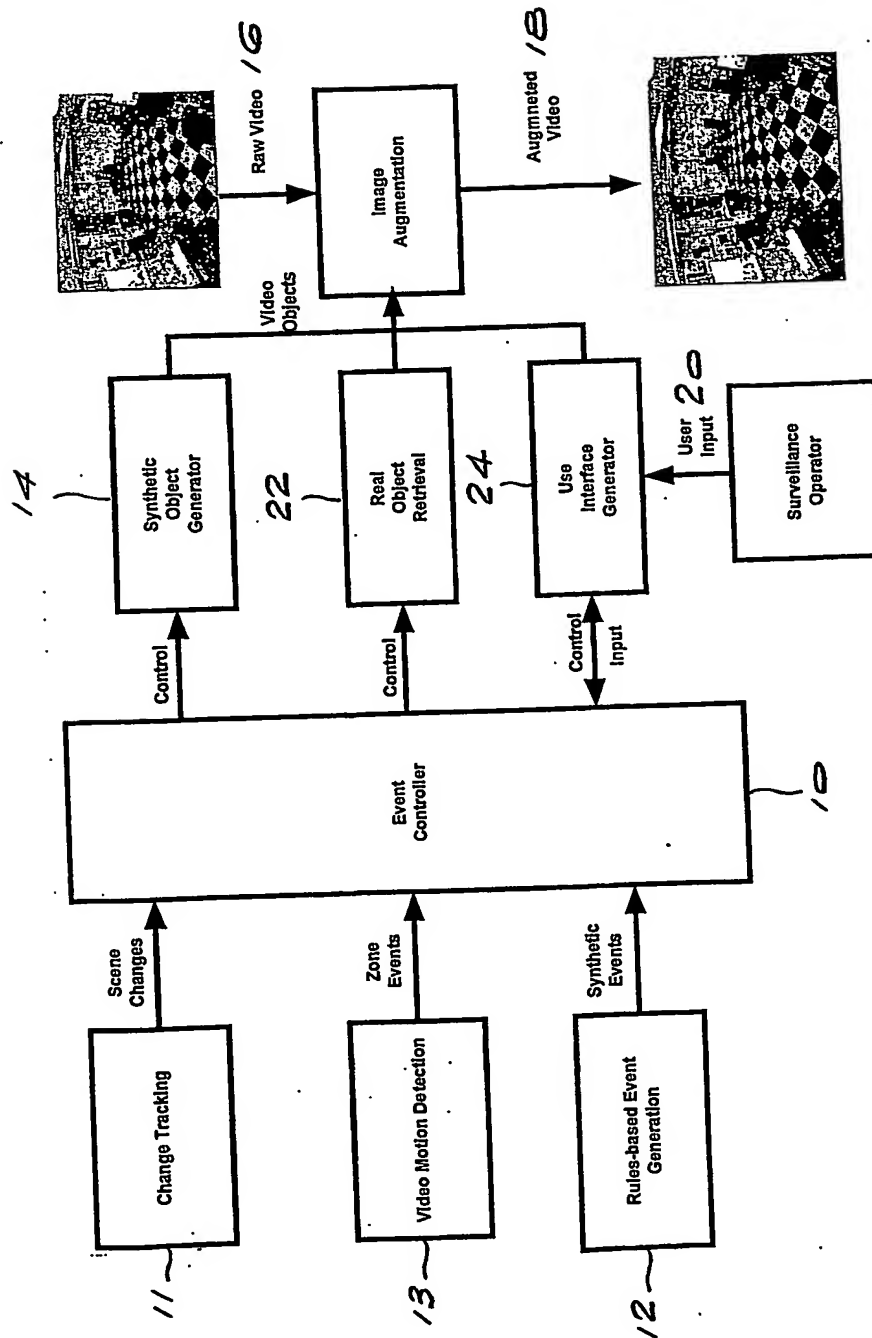 11
Change Tracking
Scene
Changes
13
Video Motion Detection
Zone
Events
12
Rules-based Event
Generation
Synthetic
Events
Event
Controller
10
Control
Control
Control
Input
14
Synthetic
Object
Generator
22
Real
Object
Retrieval
24
Use
Interface
Generator
User
Input
20
Surveillance
Operator
Video
Objects
Raw Video
16
Image
Augmentation
Augmneted
Video
18